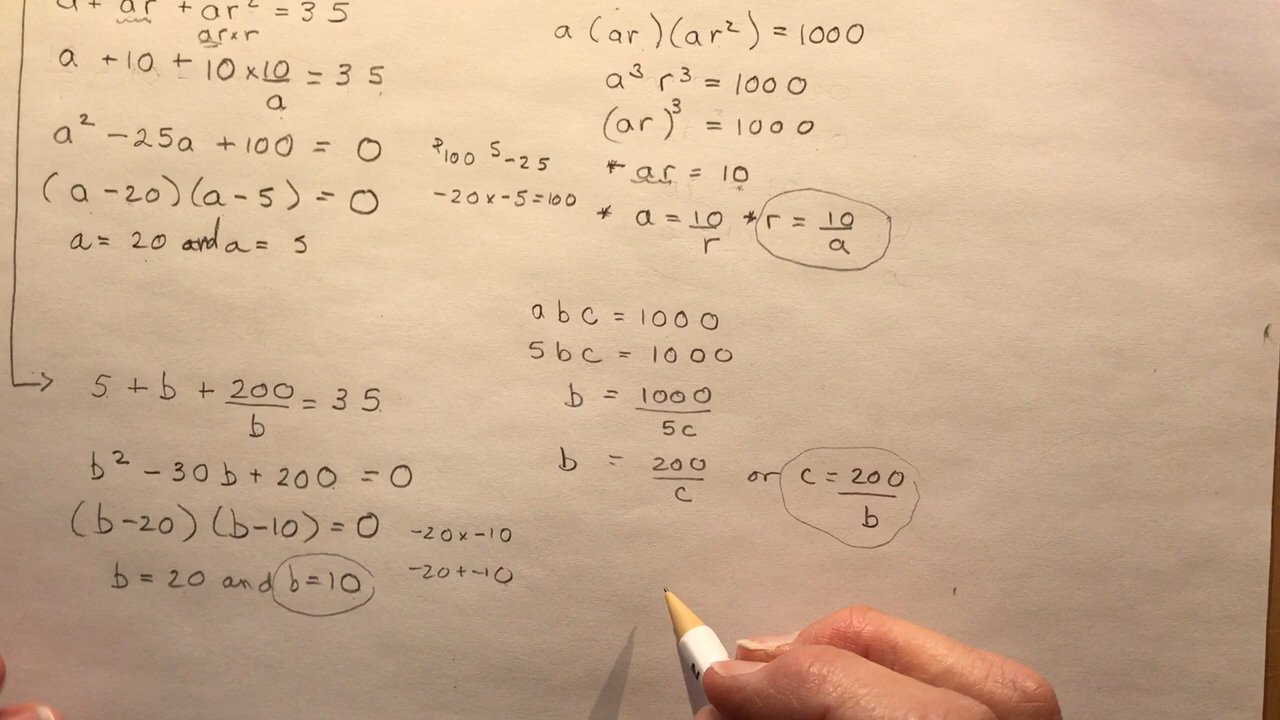 a + ar + ar² = 35
ar×r
a + 10 + 10 × 10/a = 35
a² - 25a + 100 = 0
(a - 20)(a - 5) = 0
a = 20 and a = 5
P100 S-25
-20 x -5 = 100
a (ar)(ar²) = 1000
a³ r³ = 1000
(ar)³ = 1000
* ar = 10
* a = 10/r * r = 10/a
abc = 1000
5bc = 1000
b = 1000/5c
b = 200/c or c = 200/b
5 + b + 200/b = 35
b² - 30b + 200 = 0
(b-20) (b-10) = 0
b = 20 and b = 10
-20x-10
-20+-10
N